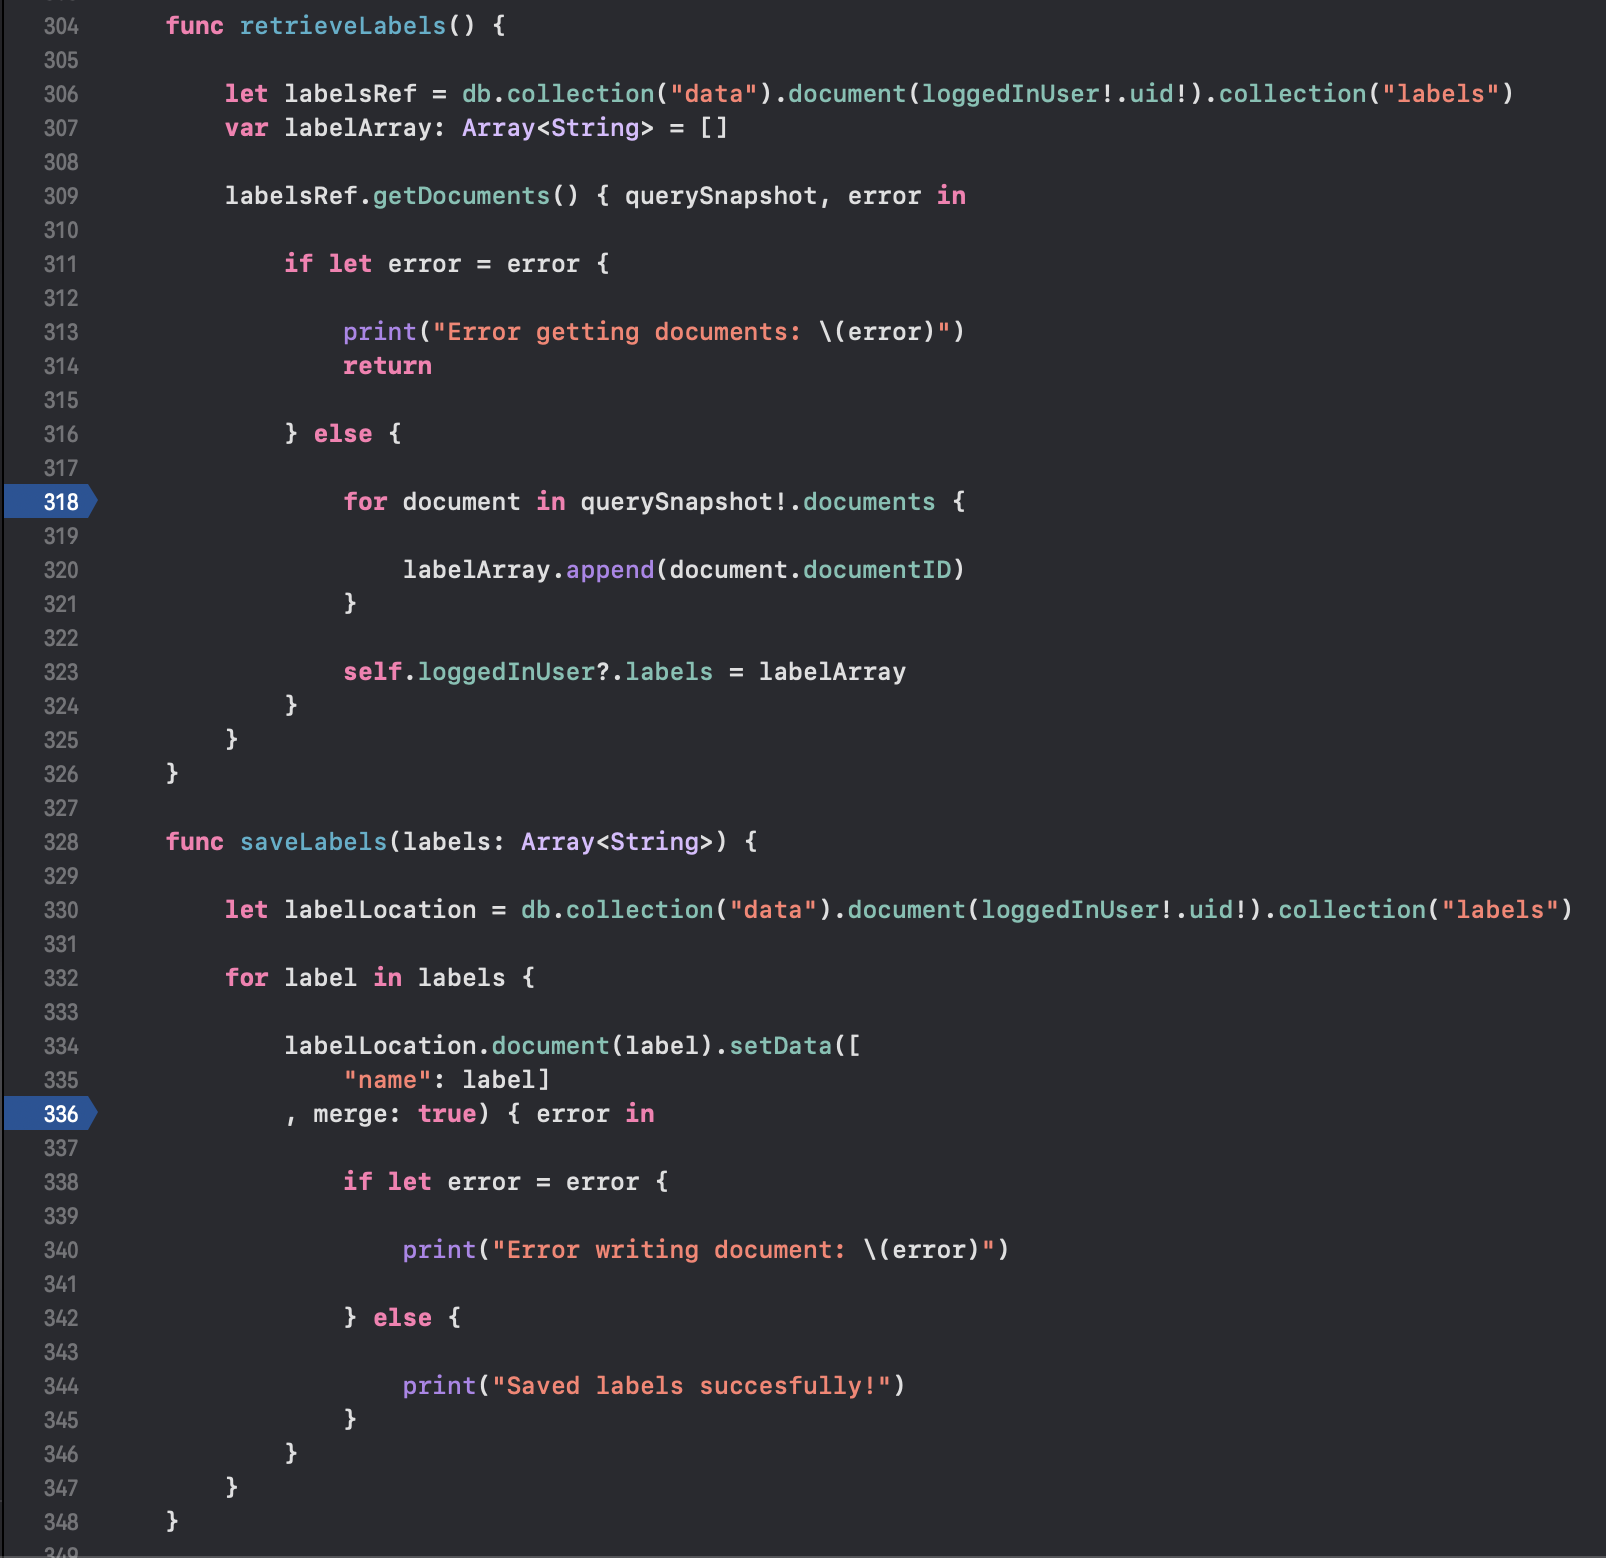 304 func retrieveLabels() {
305
306 let labelsRef = db.collection("data").document(loggedInUser!.uid!).collection("labels")
307 var labelArray: Array<String> = []
308
309 labelsRef.getDocuments() { querySnapshot, error in
310
311 if let error = error {
312
313 print("Error getting documents: \(error)")
314 return
315
316 } else {
317
318 for document in querySnapshot!.documents {
319
320 labelArray.append(document.documentID)
321 }
322
323 self.loggedInUser?.labels = labelArray
324 }
325 }
326 }
327
328 func saveLabels(labels: Array<String>) {
329
330 let labelLocation = db.collection("data").document(loggedInUser!.uid!).collection("labels")
331
332 for label in labels {
333
334 labelLocation.document(label).setData([
335 "name": label]
336 , merge: true) { error in
337
338 if let error = error {
339
340 print("Error writing document: \(error)")
341
342 } else {
343
344 print("Saved labels succesfully!")
345 }
346 }
347 }
348 }
349